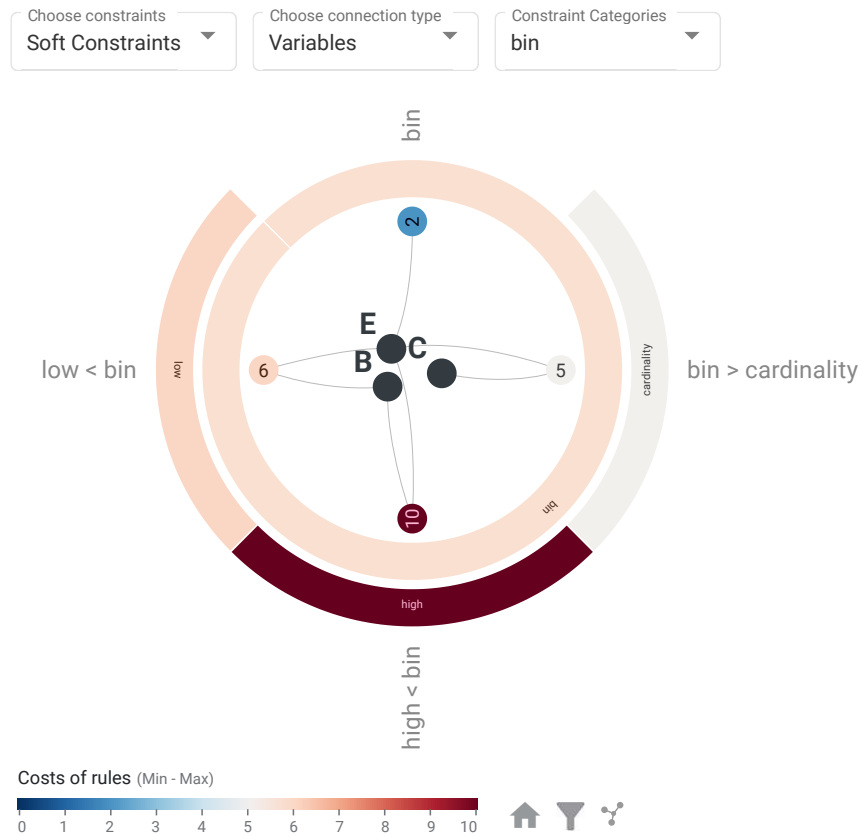 Choose constraints
Soft Constraints
Choose connection type
Variables
Constraint Categories
bin
bin
2
E
C
B
low < bin
low
6
5
cardinality
bin > cardinality
bin
10
high
high < bin
Costs of rules (Min - Max)
0 1 2 3 4 5 6 7 8 9 10